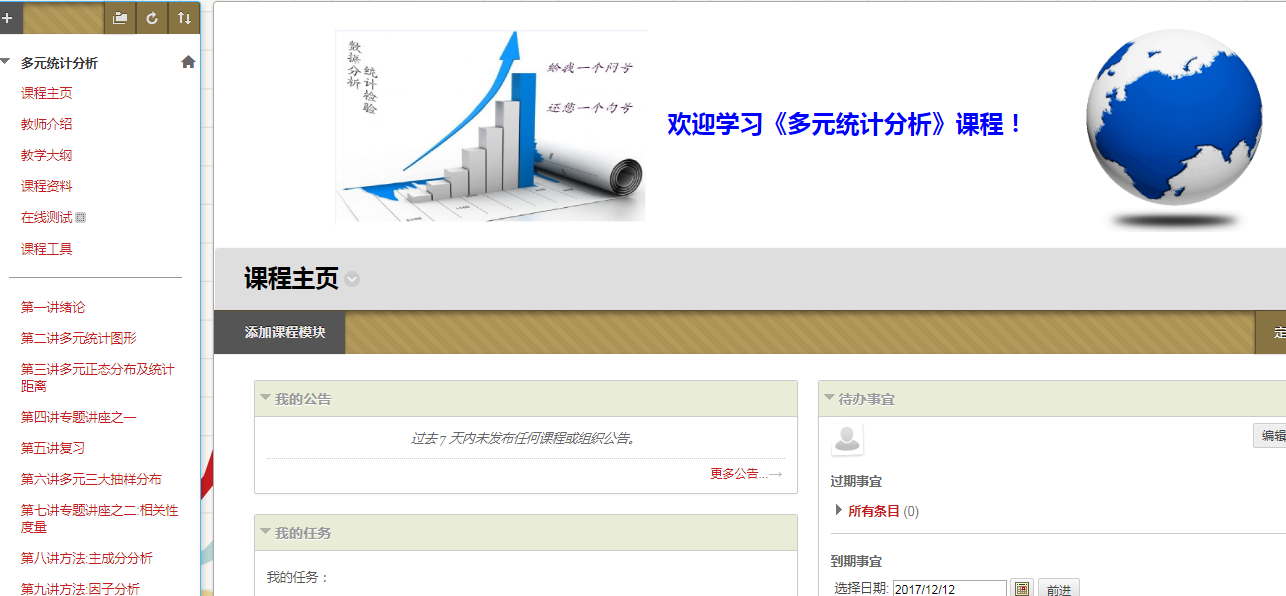 多元统计分析
课程主页
教师介绍
教学大纲
课程资料
在线测试
课程工具
第一讲绪论
第二讲多元统计图形
第三讲多元正态分布及统计
距离
第四讲专题讲座之一
第五讲复习
第六讲多元三大抽样分布
第七讲专题讲座之二:相关性
度量
第八讲方法:主成分分析
第九讲方法:因子分析
数据分析
统计检验
给我一个问号
还您一个句号
欢迎学习《多元统计分析》课程！
课程主页
添加课程模块
定
我的公告
过去 7 天内未发布任何课程或组织公告。
更多公告...→
我的任务
我的任务：
待办事宜
编辑
过期事宜
所有条目 (0)
到期事宜
选择日期: 2017/12/12 前进